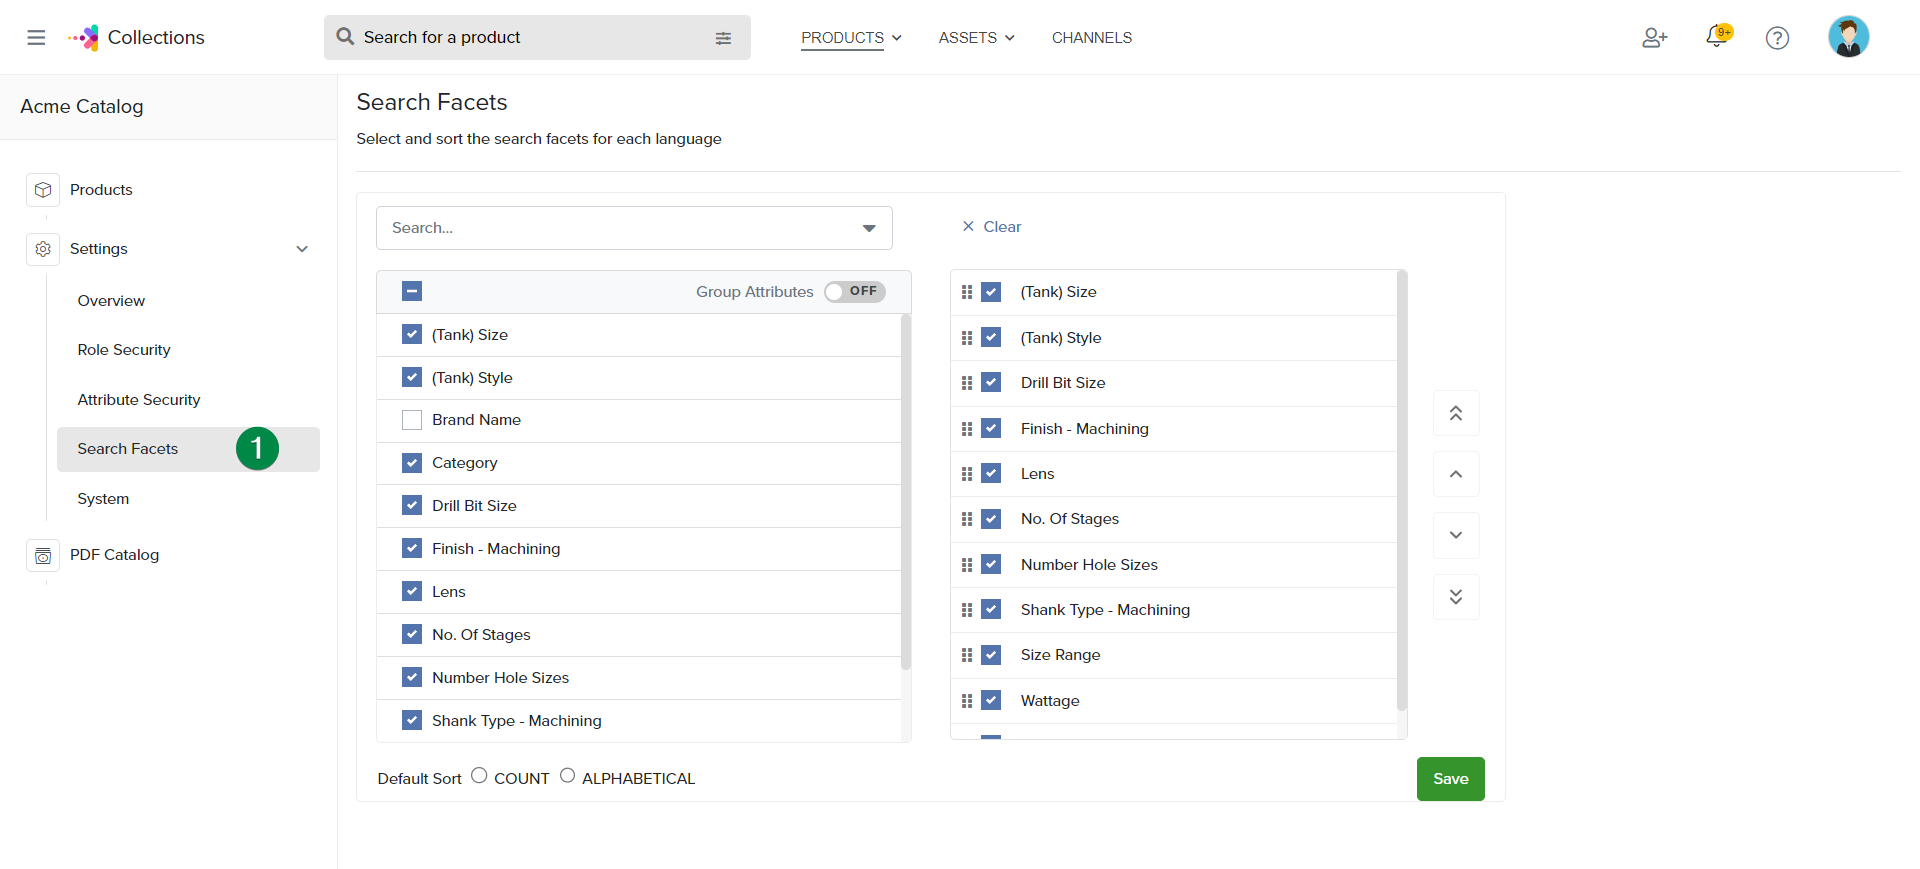 Collections
Search for a product
PRODUCTS
ASSETS
CHANNELS
9+
Acme Catalog
Products
Settings
Overview
Role Security
Attribute Security
Search Facets
1
System
PDF Catalog
Search Facets
Select and sort the search facets for each language
Search...
Clear
Group Attributes OFF
(Tank) Size
(Tank) Style
Brand Name
Category
Drill Bit Size
Finish - Machining
Lens
No. Of Stages
Number Hole Sizes
Shank Type - Machining
(Tank) Size
(Tank) Style
Drill Bit Size
Finish - Machining
Lens
No. Of Stages
Number Hole Sizes
Shank Type - Machining
Size Range
Wattage
Default Sort COUNT ALPHABETICAL
Save